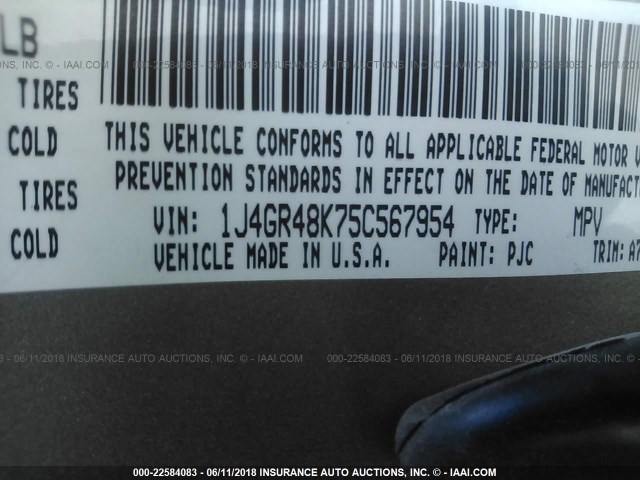 LB
TIRES
COLD
TIRES
COLD
THIS VEHICLE CONFORMS TO ALL APPLICABLE FEDERAL MOTOR
PREVENTION STANDARDS IN EFFECT ON THE DATE OF MANUFACT
VIN: 1J4GR48K75C567954 TYPE: MPV
VEHICLE MADE IN U.S.A. PAINT: PJC TRIM: A7
000-22584083 - 06/11/2018 INSURANCE AUTO AUCTIONS, INC. - © IAAI.COM